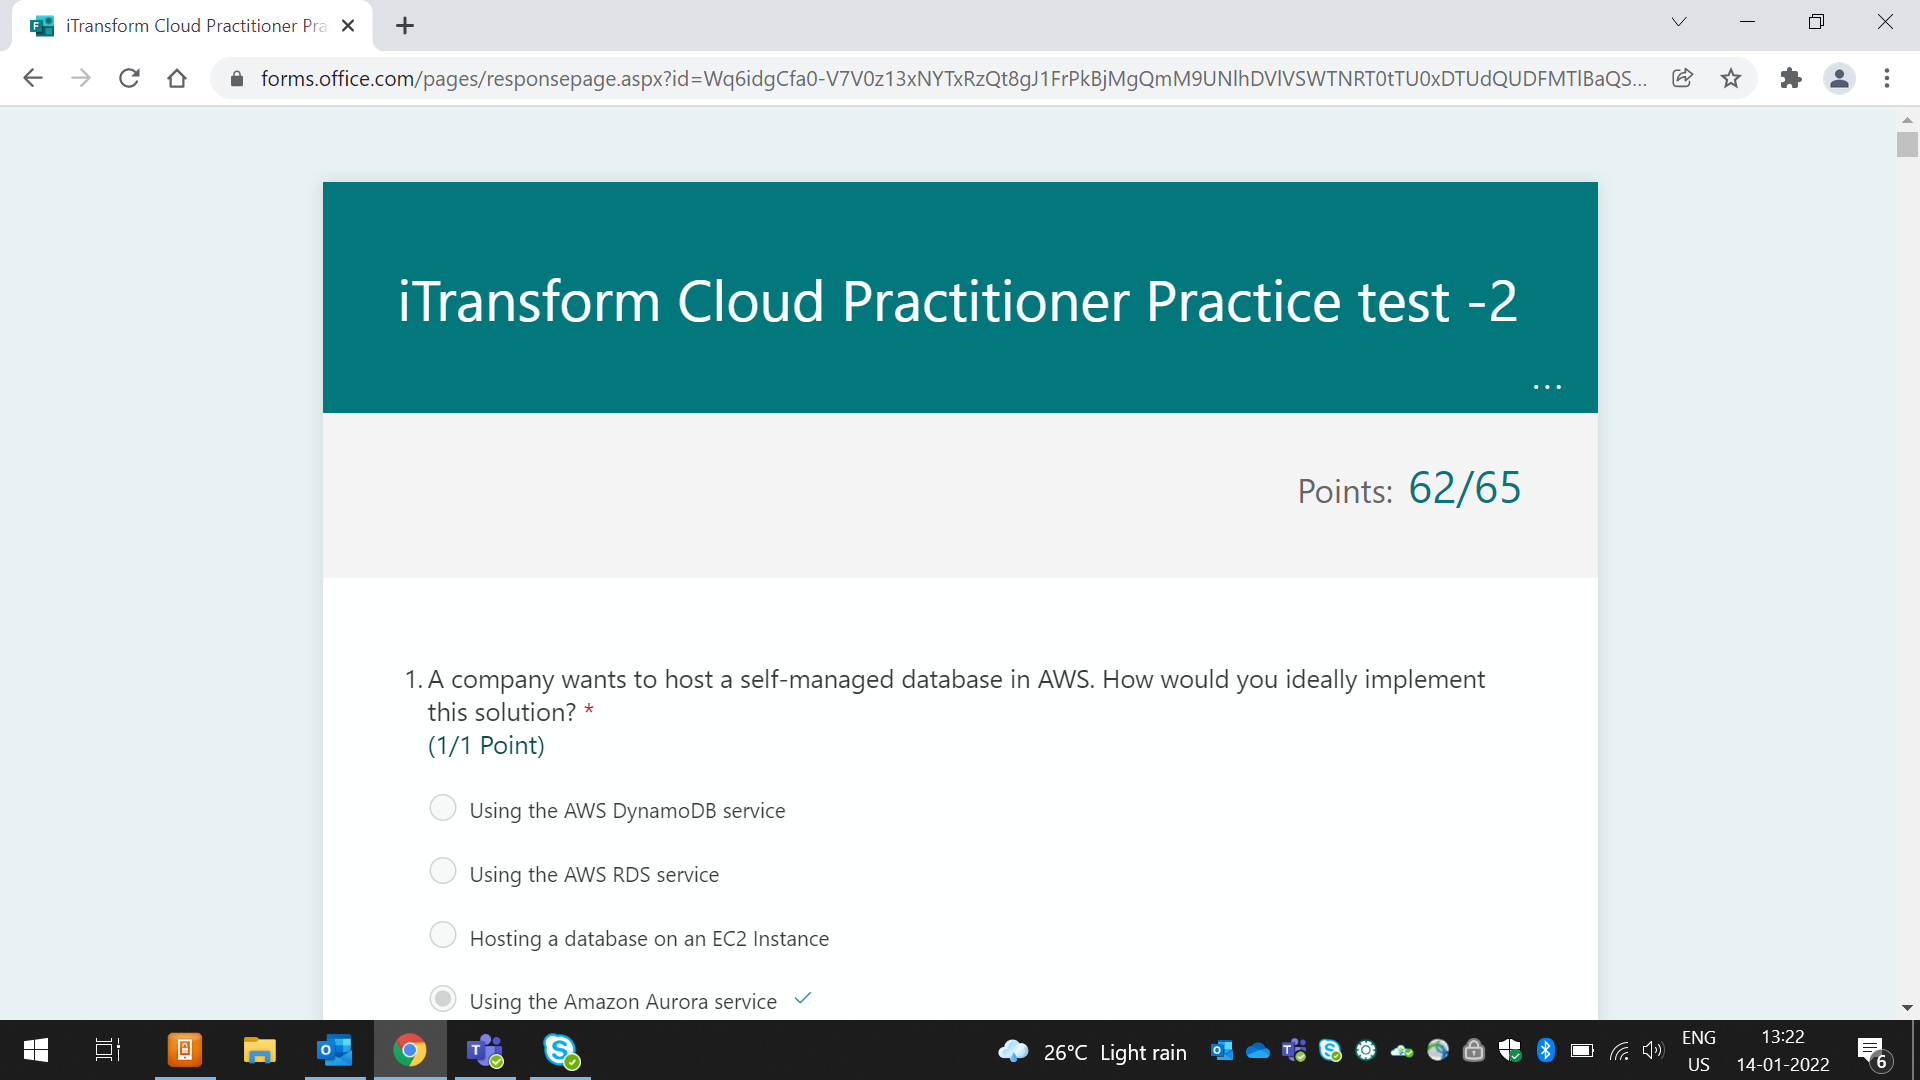 iTransform Cloud Practitioner Pra
forms.office.com/pages/responsepage.aspx?id=Wq6idgCfa0-V7V0z13xNYTxRzQt8gJ1FrPkBjMgQmM9UNlhDVlVSWTNRT0tTU0xDTUdQUDFMTlBaQS...
iTransform Cloud Practitioner Practice test -2
...
Points: 62/65
1. A company wants to host a self-managed database in AWS. How would you ideally implement
this solution? *
(1/1 Point)
Using the AWS DynamoDB service
Using the AWS RDS service
Hosting a database on an EC2 Instance
Using the Amazon Aurora service
26°C Light rain
ENG
US
13:22
14-01-2022
6